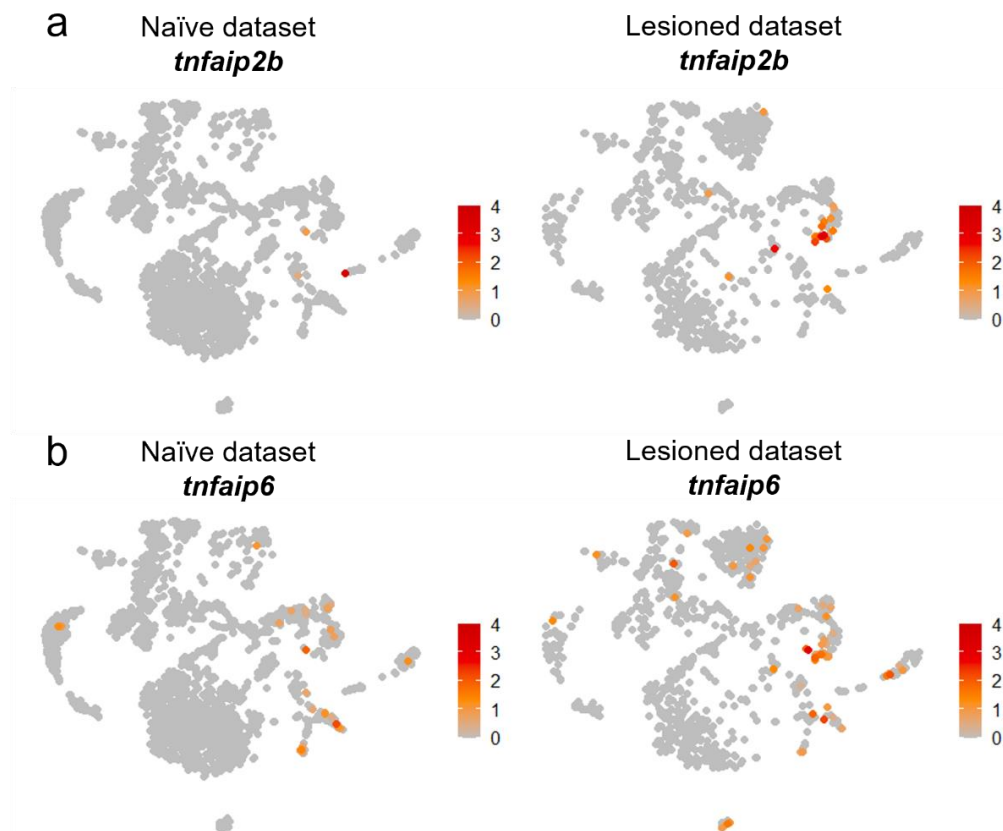 a
Naïve dataset
tnfaip2b
Lesioned dataset
tnfaip2b
4
3
2
1
0
4
3
2
1
0
b
Naïve dataset
tnfaip6
Lesioned dataset
tnfaip6
4
3
2
1
0
4
3
2
1
0